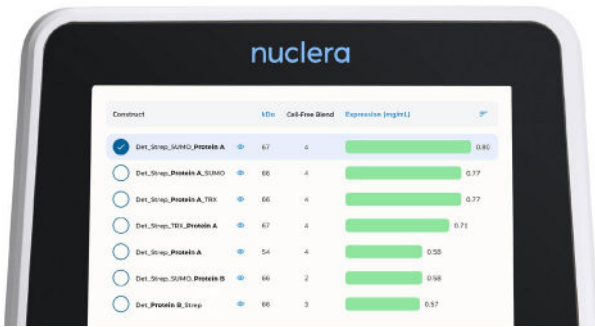 nuclera
Construct kDa Cell-Free Blend Expression (mg/mL)
Det_Strep_SUMO_Protein A 67 4 0.80
Det_Strep_Protein A_SUMO 66 4 0.77
Det_Strep_Protein A_TRX 66 4 0.77
Det_Strep_TRX_Protein A 67 4 0.71
Det_Strep_Protein A 54 4 0.58
Det_Strep_SUMO_Protein B 66 2 0.58
Det_Protein B_Strep 66 3 0.57